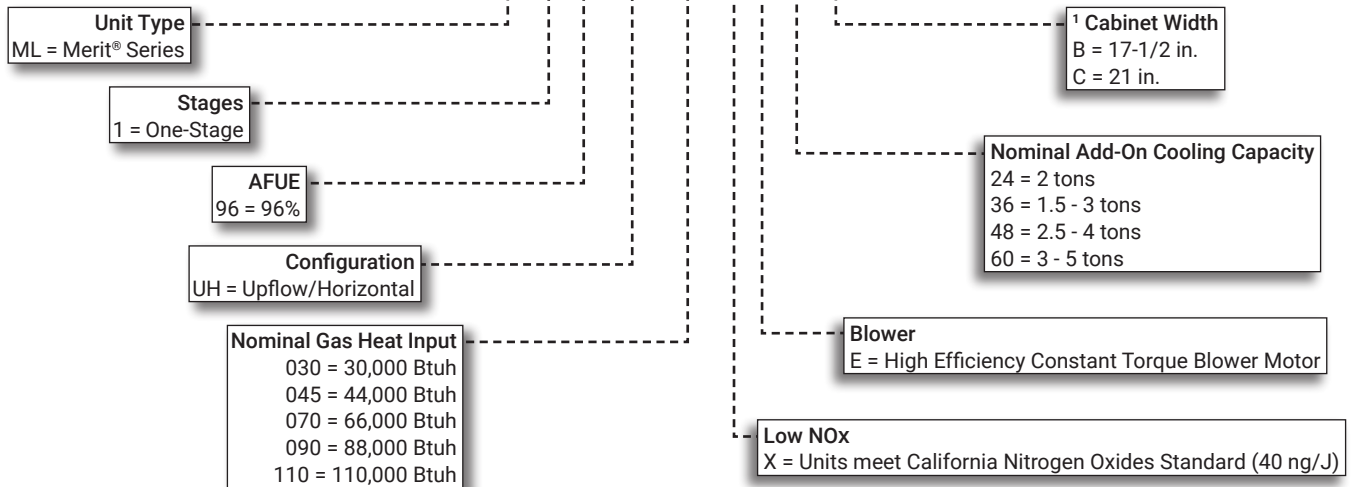 Unit Type
ML = Merit® Series
Stages
1 = One-Stage
AFUE
96 = 96%
Configuration
UH = Upflow/Horizontal
Nominal Gas Heat Input
030 = 30,000 Btuh
045 = 44,000 Btuh
070 = 66,000 Btuh
090 = 88,000 Btuh
110 = 110,000 Btuh
¹ Cabinet Width
B = 17-1/2 in.
C = 21 in.
Nominal Add-On Cooling Capacity
24 = 2 tons
36 = 1.5 - 3 tons
48 = 2.5 - 4 tons
60 = 3 - 5 tons
Blower
E = High Efficiency Constant Torque Blower Motor
Low NOx
X = Units meet California Nitrogen Oxides Standard (40 ng/J)